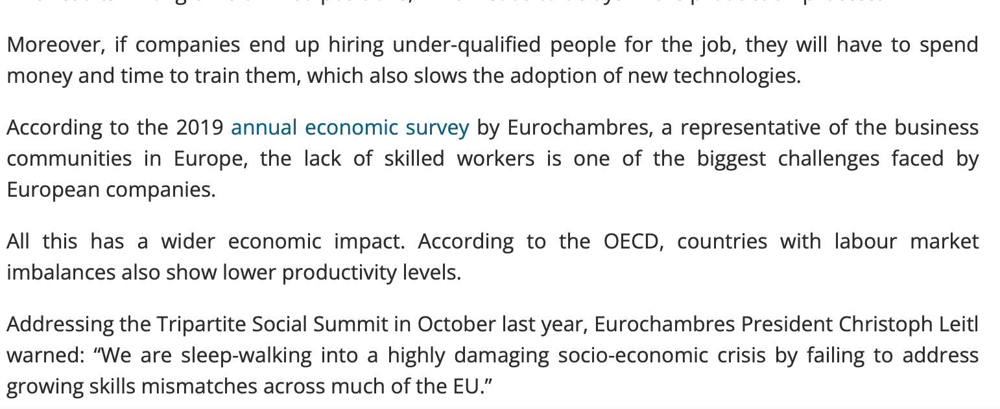 Moreover, if companies end up hiring under-qualified people for the job, they will have to spend
money and time to train them, which also slows the adoption of new technologies.
According to the 2019 annual economic survey by Eurochambres, a representative of the business
communities in Europe, the lack of skilled workers is one of the biggest challenges faced by
European companies.
All this has a wider economic impact. According to the OECD, countries with labour market
imbalances also show lower productivity levels.
Addressing the Tripartite Social Summit in October last year, Eurochambres President Christoph Leitl
warned: “We are sleep-walking into a highly damaging socio-economic crisis by failing to address
growing skills mismatches across much of the EU.”